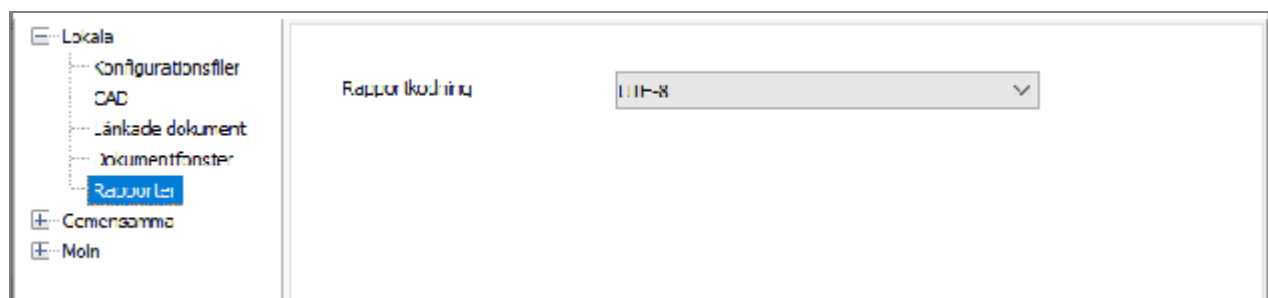 Lokala
Konfigurationsfiler
CAD
Länkade dokument
Dokumentfönster
Rapporter
Gemensamma
Moln
Rapportkodning
UTF-8